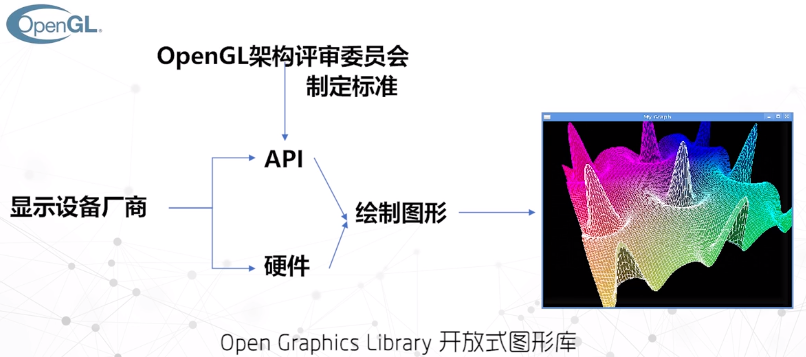 OpenGL®
OpenGL架构评审委员会
制定标准
My Graph
API
显示设备厂商
绘制图形
硬件
Open Graphics Library 开放式图形库